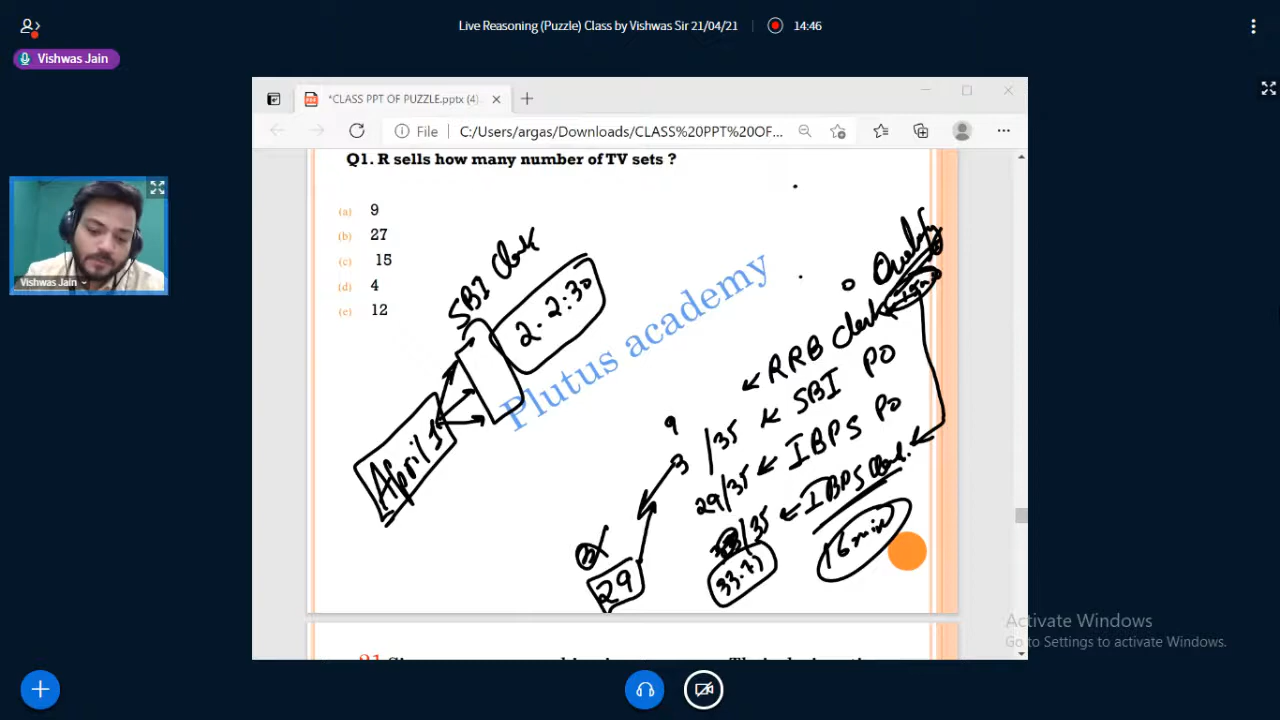 Live Reasoning (Puzzle) Class by Vishwas Sir 21/04/21
14:46
Vishwas Jain
*CLASS PPT OF PUZZLE.pptx (4)
File
C:/Users/argas/Downloads/CLASS%20PPT%20OF...
Q1. R sells how many number of TV sets ?
(a) 9
(b) 27
(c) 15
(d) 4
(e) 12
SBI Clerk
2-2:30
April 1
Plutus academy
Qualify
RRB clerk
9
/35 SBI PO
3
29/35 IBPS PO
/35 IBPS Clerk.
29
16 min
Vishwas Jain
Activate Windows
Go to Settings to activate Windows.